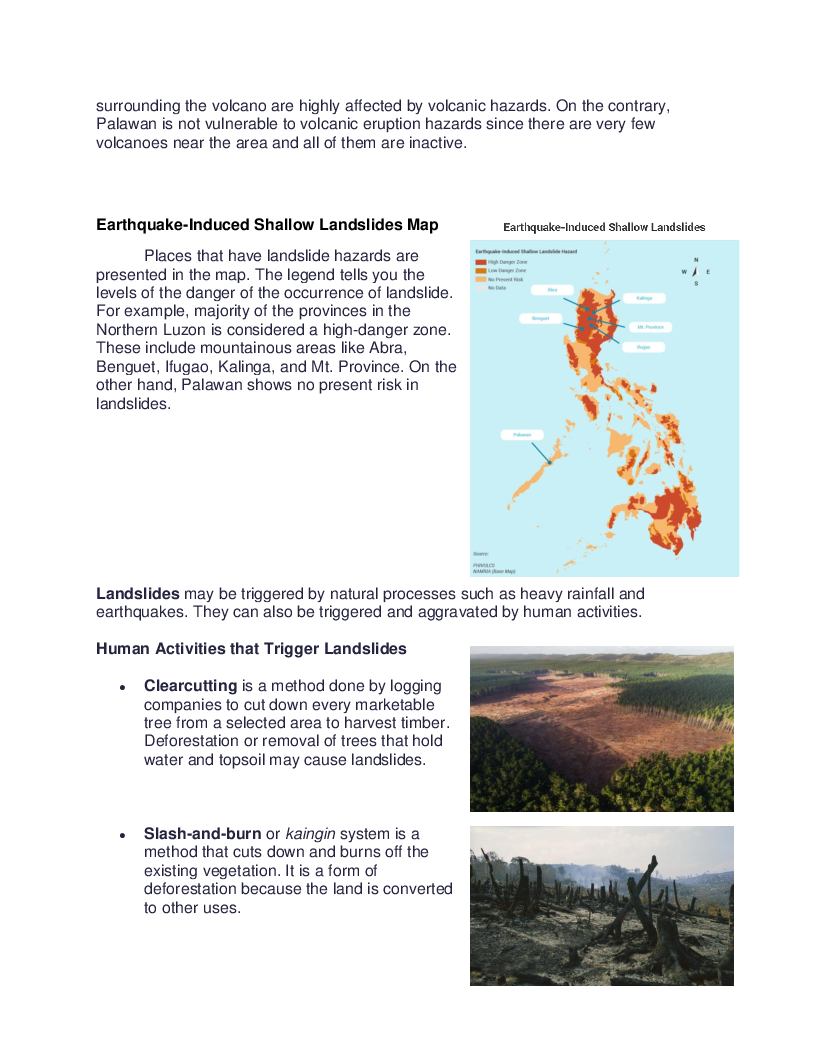 surrounding the volcano are highly affected by volcanic hazards. On the contrary,
Palawan is not vulnerable to volcanic eruption hazards since there are very few
volcanoes near the area and all of them are inactive.
Earthquake-Induced Shallow Landslides Map
Places that have landslide hazards are
presented in the map. The legend tells you the
levels of the danger of the occurrence of landslide.
For example, majority of the provinces in the
Northern Luzon is considered a high-danger zone.
These include mountainous areas like Abra,
Benguet, Ifugao, Kalinga, and Mt. Province. On the
other hand, Palawan shows no present risk in
landslides.
Earthquake-Induced Shallow Landslides
Earthquake-Induced Shallow Landslide Hazard
High Danger Zone
Low Danger Zone
No Present Risk
No Data
N
W E
S
Abra
Kalinga
Benguet
Mt. Province
Ifugao
Palawan
Source:
PHIVOLCS
NAMRIA (Base Map)
Landslides may be triggered by natural processes such as heavy rainfall and
earthquakes. They can also be triggered and aggravated by human activities.
Human Activities that Trigger Landslides
• Clearcutting is a method done by logging
companies to cut down every marketable
tree from a selected area to harvest timber.
Deforestation or removal of trees that hold
water and topsoil may cause landslides.
• Slash-and-burn or kaingin system is a
method that cuts down and burns off the
existing vegetation. It is a form of
deforestation because the land is converted
to other uses.